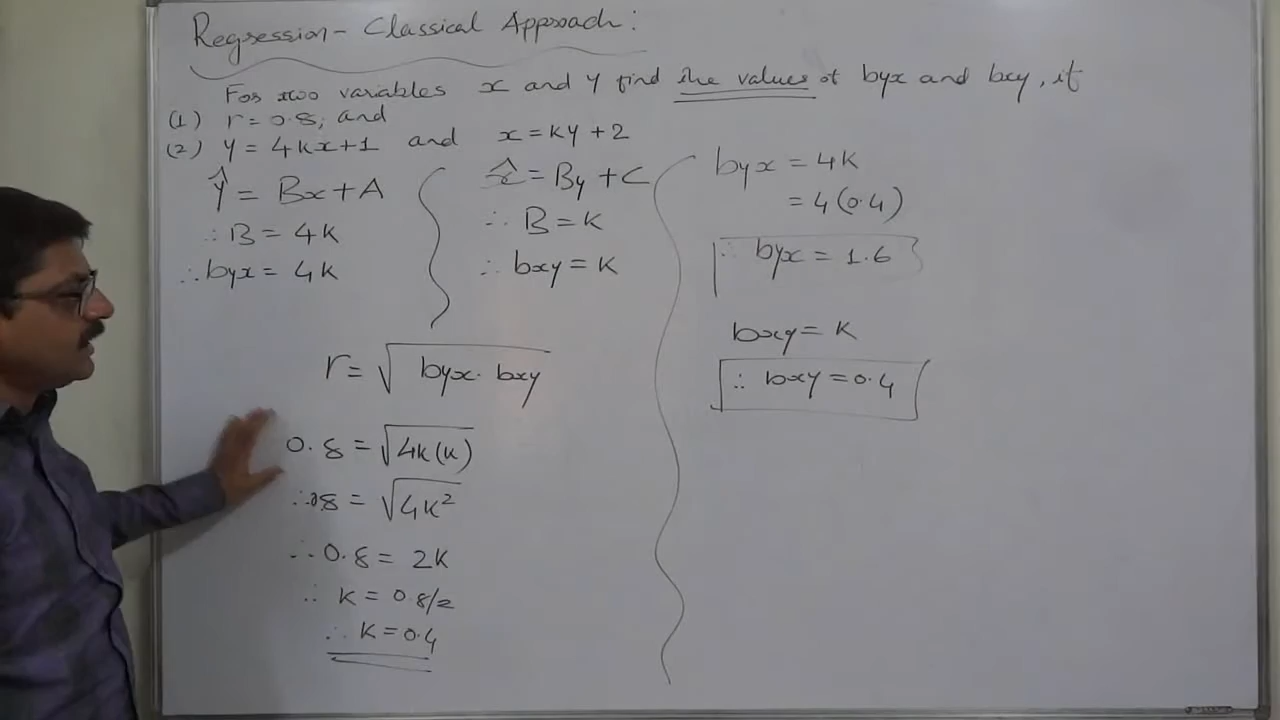 Regression - Classical Approach:
For two variables x and y find the values of byx and bxy, if
(1) r = 0.8, and
(2) y = 4Kx+1 and x = Ky + 2
Ŷ = Bx + A
∴ B = 4K
∴ byx = 4K
x̂ = By + C
∴ B = K
∴ bxy = K
r = √byx. bxy
0.8 = √4K(K)
∴ 0.8 = √4K²
∴ 0.8 = 2K
∴ K = 0.8/2
∴ K = 0.4
byx = 4K
= 4(0.4)
∴ byx = 1.6
bxy = K
∴ bxy = 0.4